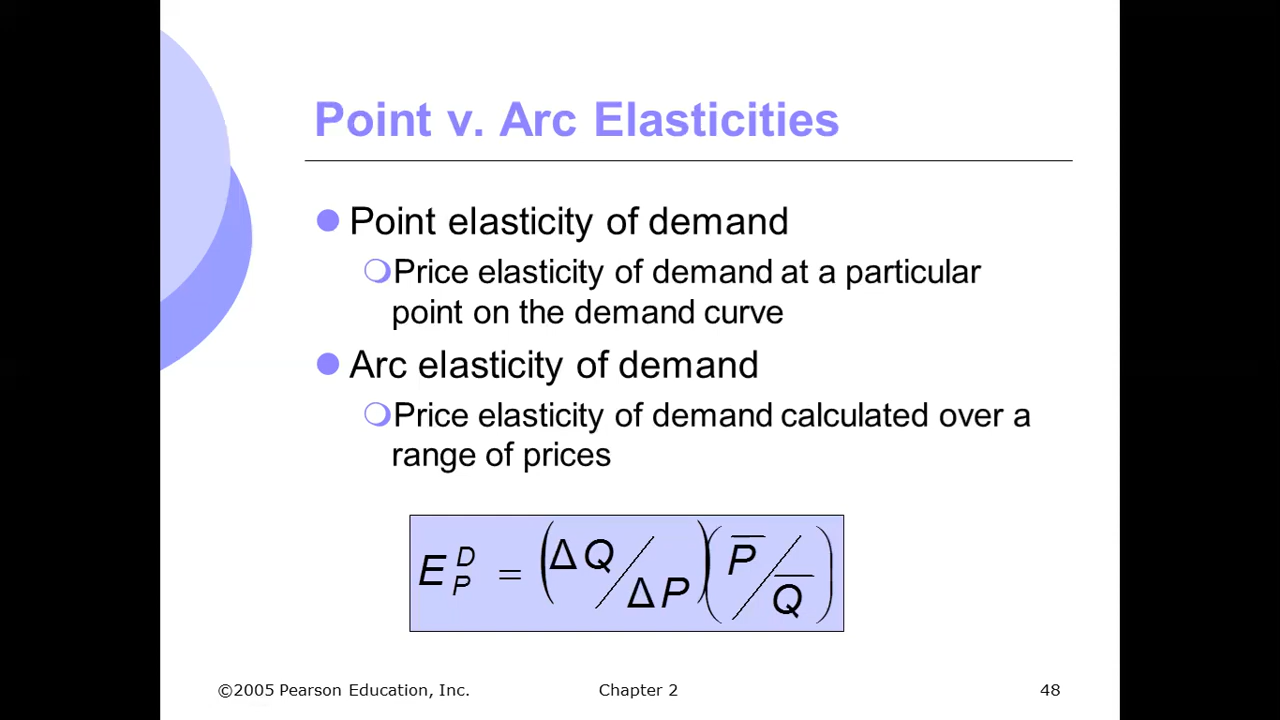 Point v. Arc Elasticities
Point elasticity of demand
Price elasticity of demand at a particular
point on the demand curve
Arc elasticity of demand
Price elasticity of demand calculated over a
range of prices
E_P^D = (ΔQ/ΔP)(P̅/Q̅)
©2005 Pearson Education, Inc. Chapter 2 48